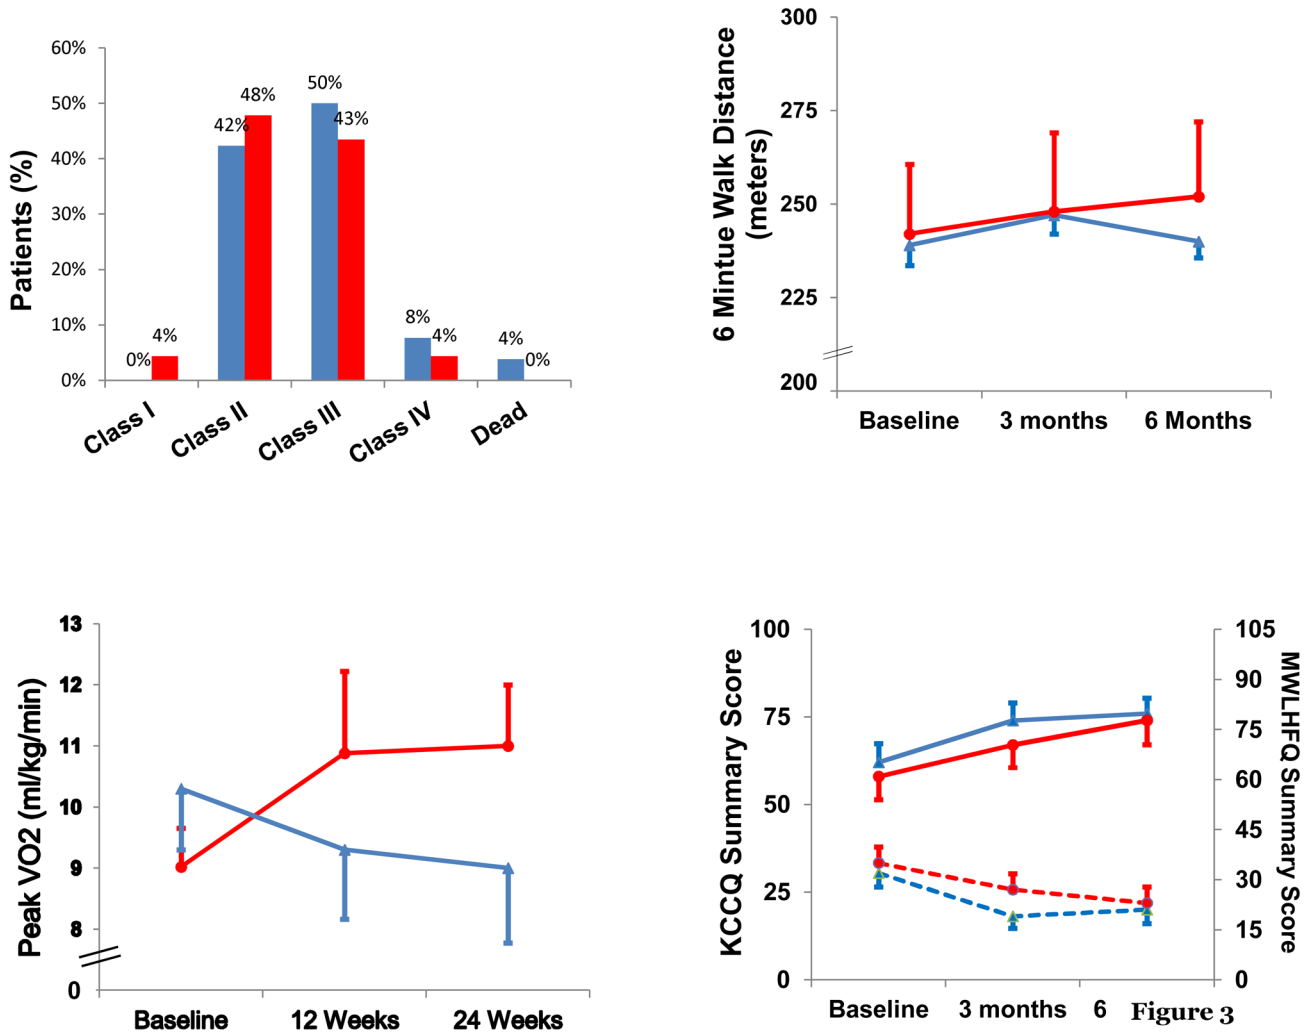 60%
50%
40%
30%
20%
10%
0%
Patients (%)
0%
4%
42%
48%
50%
43%
8%
4%
4%
0%
Class I
Class II
Class III
Class IV
Dead
300
275
250
225
200
6 Mintue Walk Distance
(meters)
Baseline
3 months
6 Months
13
12
11
10
9
8
0
Peak VO2 (ml/kg/min)
Baseline
12 Weeks
24 Weeks
100
75
50
25
0
KCCQ Summary Score
105
90
75
60
45
30
15
0
MWLHFQ Summary Score
Baseline
3 months
6
Figure 3